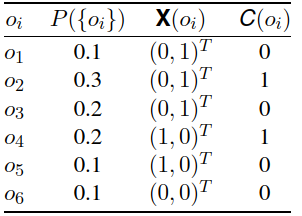 oᵢ P({oᵢ}) X(oᵢ) C(oᵢ)
o₁ 0.1 (0, 1)ᵀ 0
o₂ 0.3 (0, 1)ᵀ 1
o₃ 0.2 (0, 1)ᵀ 0
o₄ 0.2 (1, 0)ᵀ 1
o₅ 0.1 (1, 0)ᵀ 0
o₆ 0.1 (0, 0)ᵀ 0